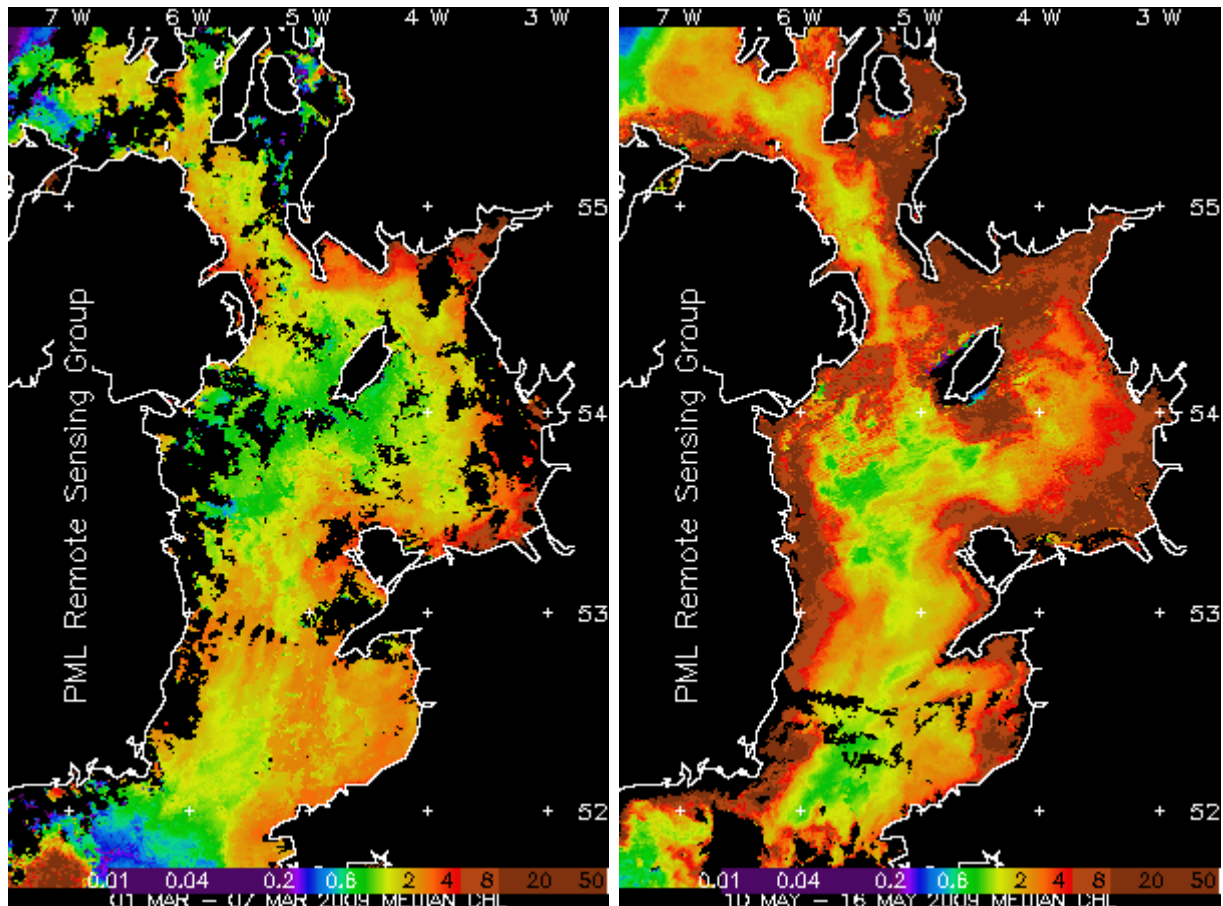 7 W 6 W 5 W 4 W 3 W
55
54
53
52
PML Remote Sensing Group
0.01 0.04 0.2 0.6 2 4 8 20 50
01 MAR – 07 MAR 2009 MEDIAN CHL
7 W 6 W 5 W 4 W 3 W
55
54
53
52
PML Remote Sensing Group
0.01 0.04 0.2 0.6 2 4 8 20 50
10 MAY – 16 MAY 2009 MEDIAN CHL